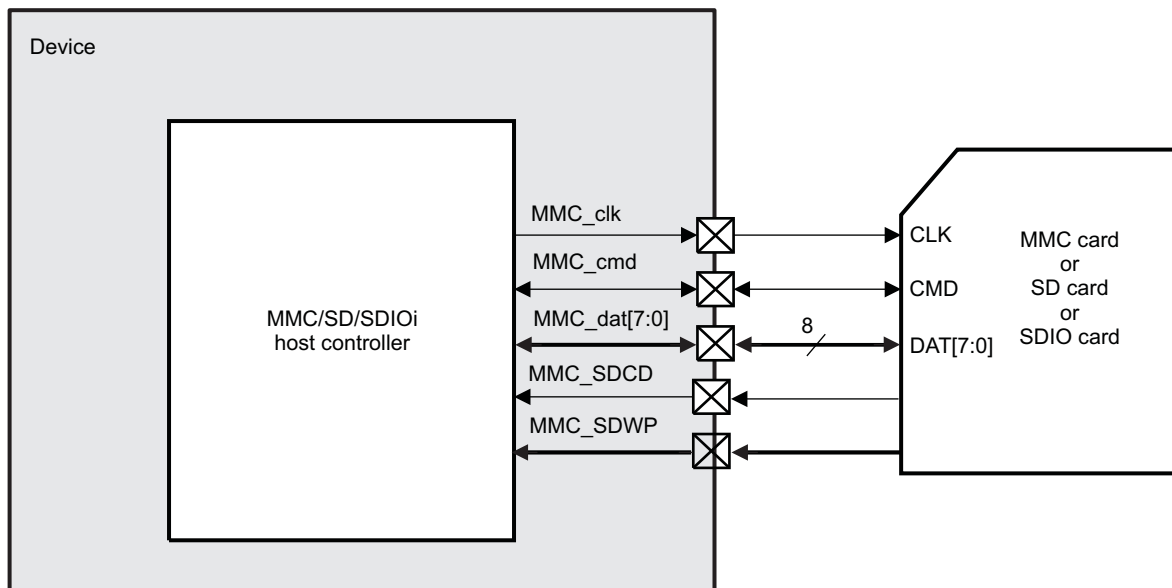 Device
MMC/SD/SDIOi
host controller
MMC_clk
MMC_cmd
MMC_dat[7:0]
MMC_SDCD
MMC_SDWP
8
CLK
CMD
DAT[7:0]
MMC card
or
SD card
or
SDIO card